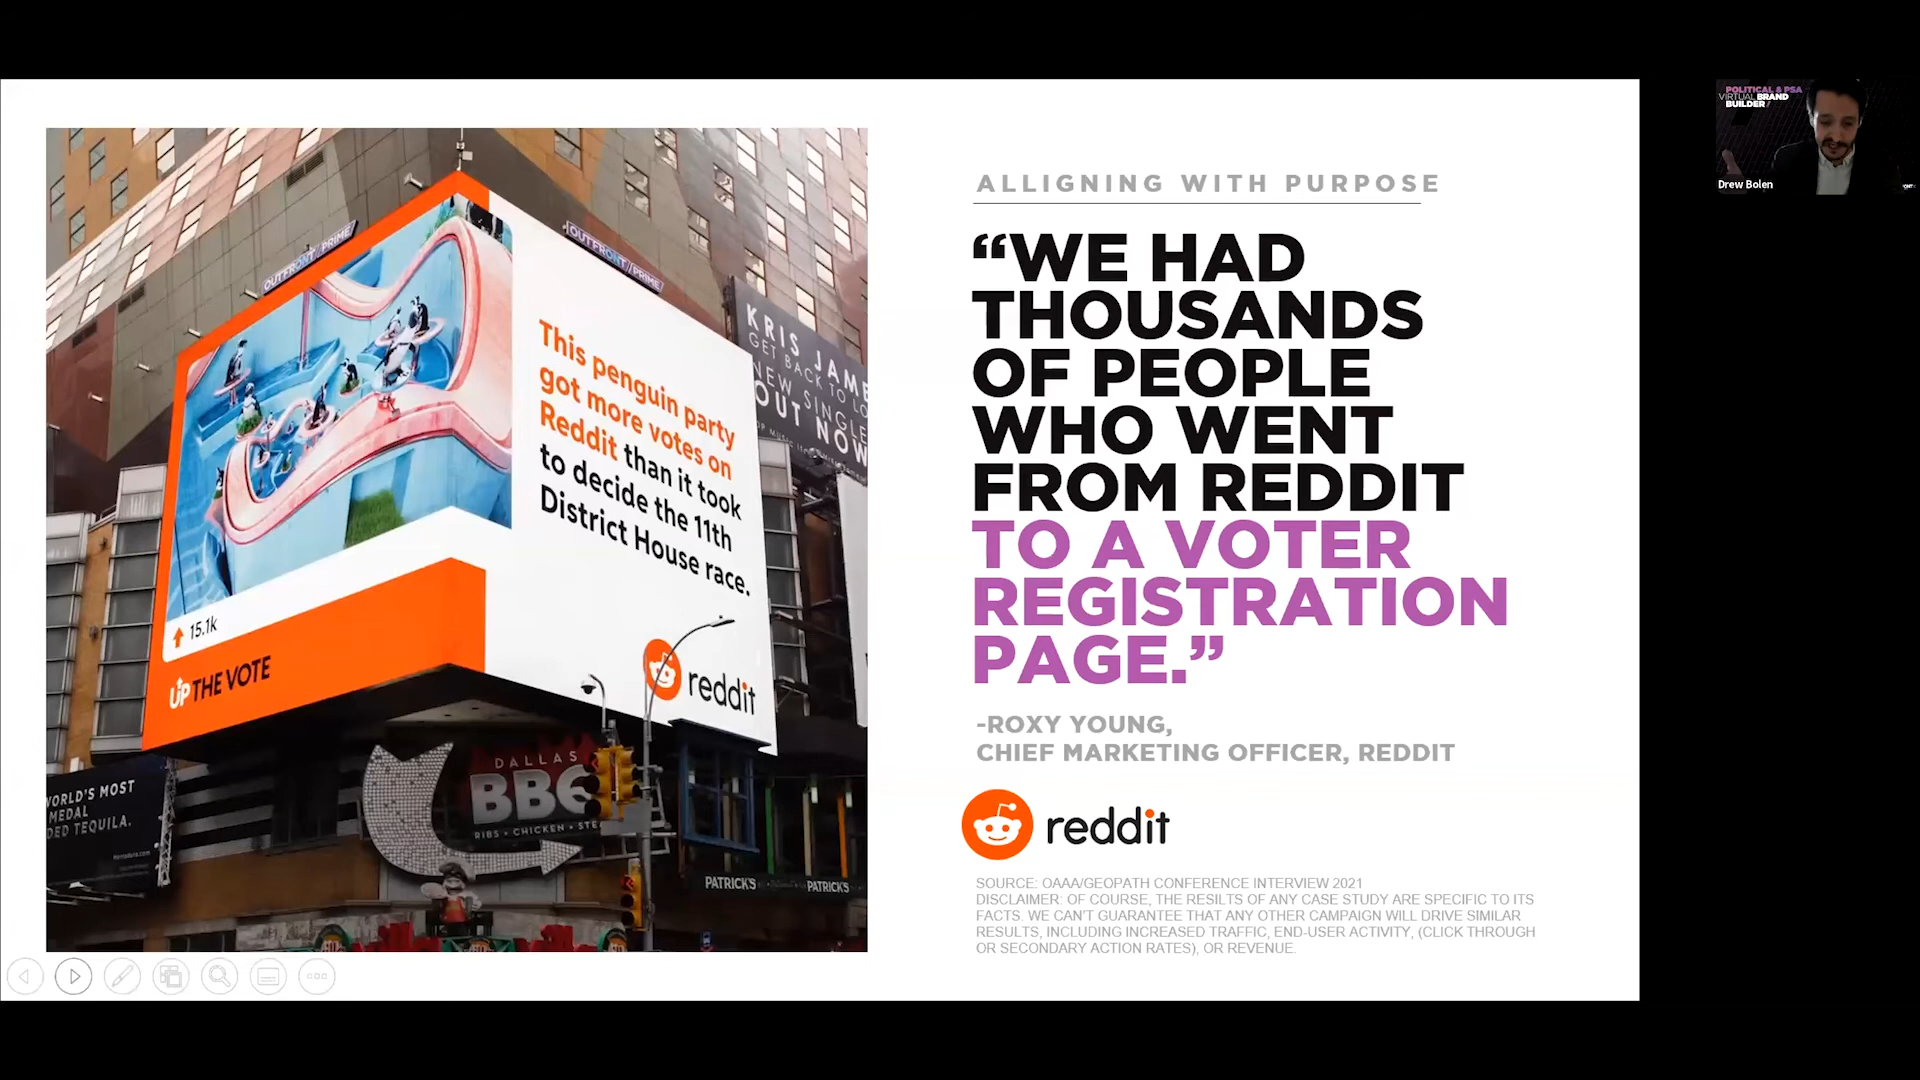 OUTFRONT/PRIME
OUTFRONT/PRIME
This penguin party
got more votes on
Reddit than it took
to decide the 11th
District House race.
15.1k
UP THE VOTE
reddit
KRIS JAME
GET BACK TO LO
NEW SINGLE
OUT NOW
WORLD'S MOST
MEDAL
DED TEQUILA.
DALLAS
BBQ
RIBS • CHICKEN • STE
PATRICK'S
PATRICK'S
ALLIGNING WITH PURPOSE
“WE HAD
THOUSANDS
OF PEOPLE
WHO WENT
FROM REDDIT
TO A VOTER
REGISTRATION
PAGE.”
-ROXY YOUNG,
CHIEF MARKETING OFFICER, REDDIT
reddit
SOURCE: OAAA/GEOPATH CONFERENCE INTERVIEW 2021
DISCLAIMER: OF COURSE, THE RESILTS OF ANY CASE STUDY ARE SPECIFIC TO ITS
FACTS. WE CAN'T GUARANTEE THAT ANY OTHER CAMPAIGN WILL DRIVE SIMILAR
RESULTS, INCLUDING INCREASED TRAFFIC, END-USER ACTIVITY, (CLICK THROUGH
OR SECONDARY ACTION RATES), OR REVENUE.
POLITICAL & PSA
VIRTUAL BRAND
BUILDER/
Drew Bolen